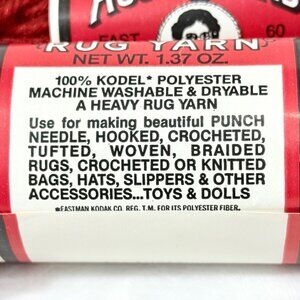 EAST
60
RUG YARN
NET WT. 1.37 OZ.
100% KODEL* POLYESTER
MACHINE WASHABLE & DRYABLE
A HEAVY RUG YARN
Use for making beautiful PUNCH
NEEDLE, HOOKED, CROCHETED,
TUFTED, WOVEN, BRAIDED
RUGS, CROCHETED OR KNITTED
BAGS, HATS, SLIPPERS & OTHER
ACCESSORIES...TOYS & DOLLS
*EASTMAN KODAK CO. REG. T.M. FOR ITS POLYESTER FIBER.